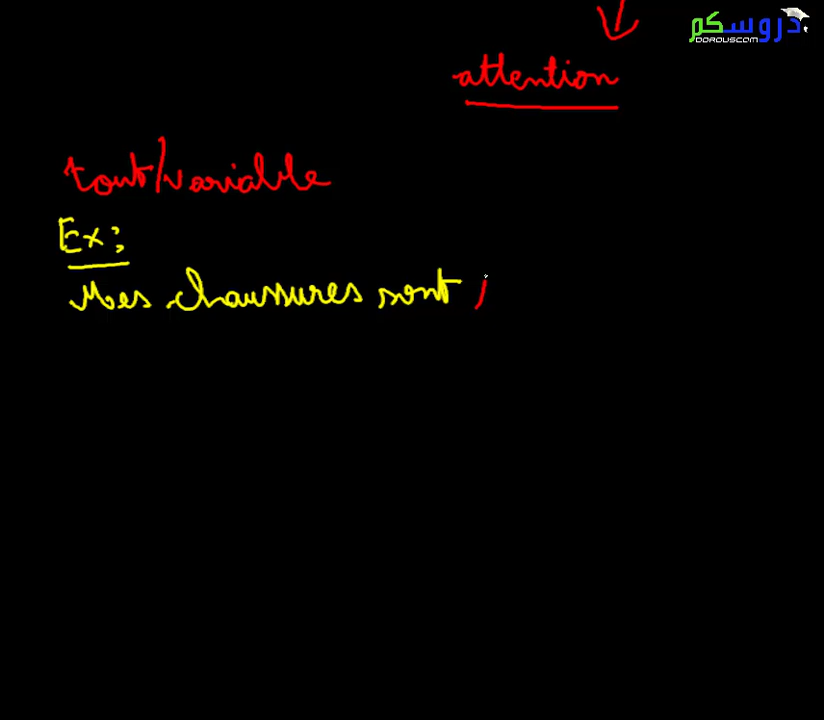 دروسكم
DOROUSCOM
attention
tout/variable
Ex:
Mes chaussures sont